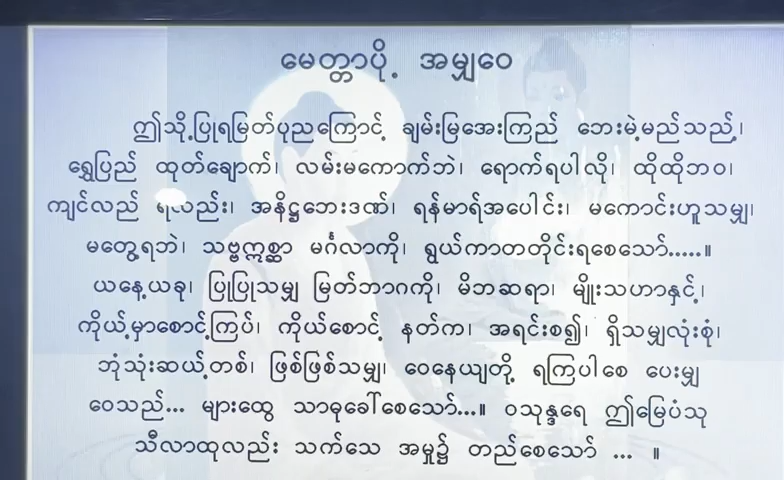 မေတ္တာပို့ အမျှဝေ
ဤသို့ပြုရမြတ်ပုညကြောင့် ချမ်းမြအေးကြည် ဘေးမဲ့မည်သည့်၊
ရွှေပြည် ထုတ်ချောက်၊ လမ်းမကောက်ဘဲ၊ ရောက်ရပါလို၊ ထိုထိုဘဝ၊
ကျင်လည် ရလည်း၊ အနိဋ္ဌဘေးဒဏ်၊ ရန်မာရ်အပေါင်း၊ မကောင်းဟူသမျှ၊
မတွေ့ရဘဲ၊ သဗ္ဗဣစ္ဆာ မင်္ဂလာကို၊ ရွယ်ကာတတိုင်းရစေသော်.....။
ယနေ့ယခု၊ ပြုပြုသမျှ မြတ်ဘာဂကို၊ မိဘဆရာ၊ မျိုးသဟာနှင့်၊
ကိုယ့်မှာစောင့်ကြပ်၊ ကိုယ်စောင့် နတ်က၊ အရင်းစ၍၊ ရှိသမျှလုံးစုံ၊
ဘုံသုံးဆယ့်တစ်၊ ဖြစ်ဖြစ်သမျှ၊ ဝေနေယျတို့ ရကြပါစေ ပေးမျှ
ဝေသည်... များထွေ သာဓုခေါ်စေသော်...။ ဝသုန္ဒရေ ဤမြေပံသု
သီလာထုလည်း သက်သေ အမှု၌ တည်စေသော် ... ။